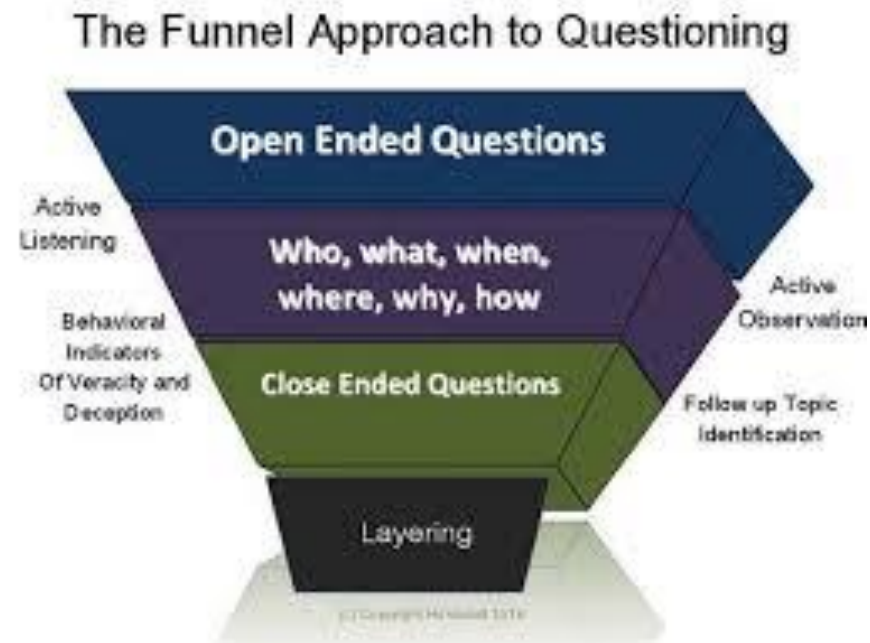 The Funnel Approach to Questioning
Open Ended Questions
Active
Listening
Who, what, when,
where, why, how
Active
Observation
Behavioral
Indicators
Of Veracity and
Deception
Close Ended Questions
Follow up Topic
Identification
Layering
(c) Copyright